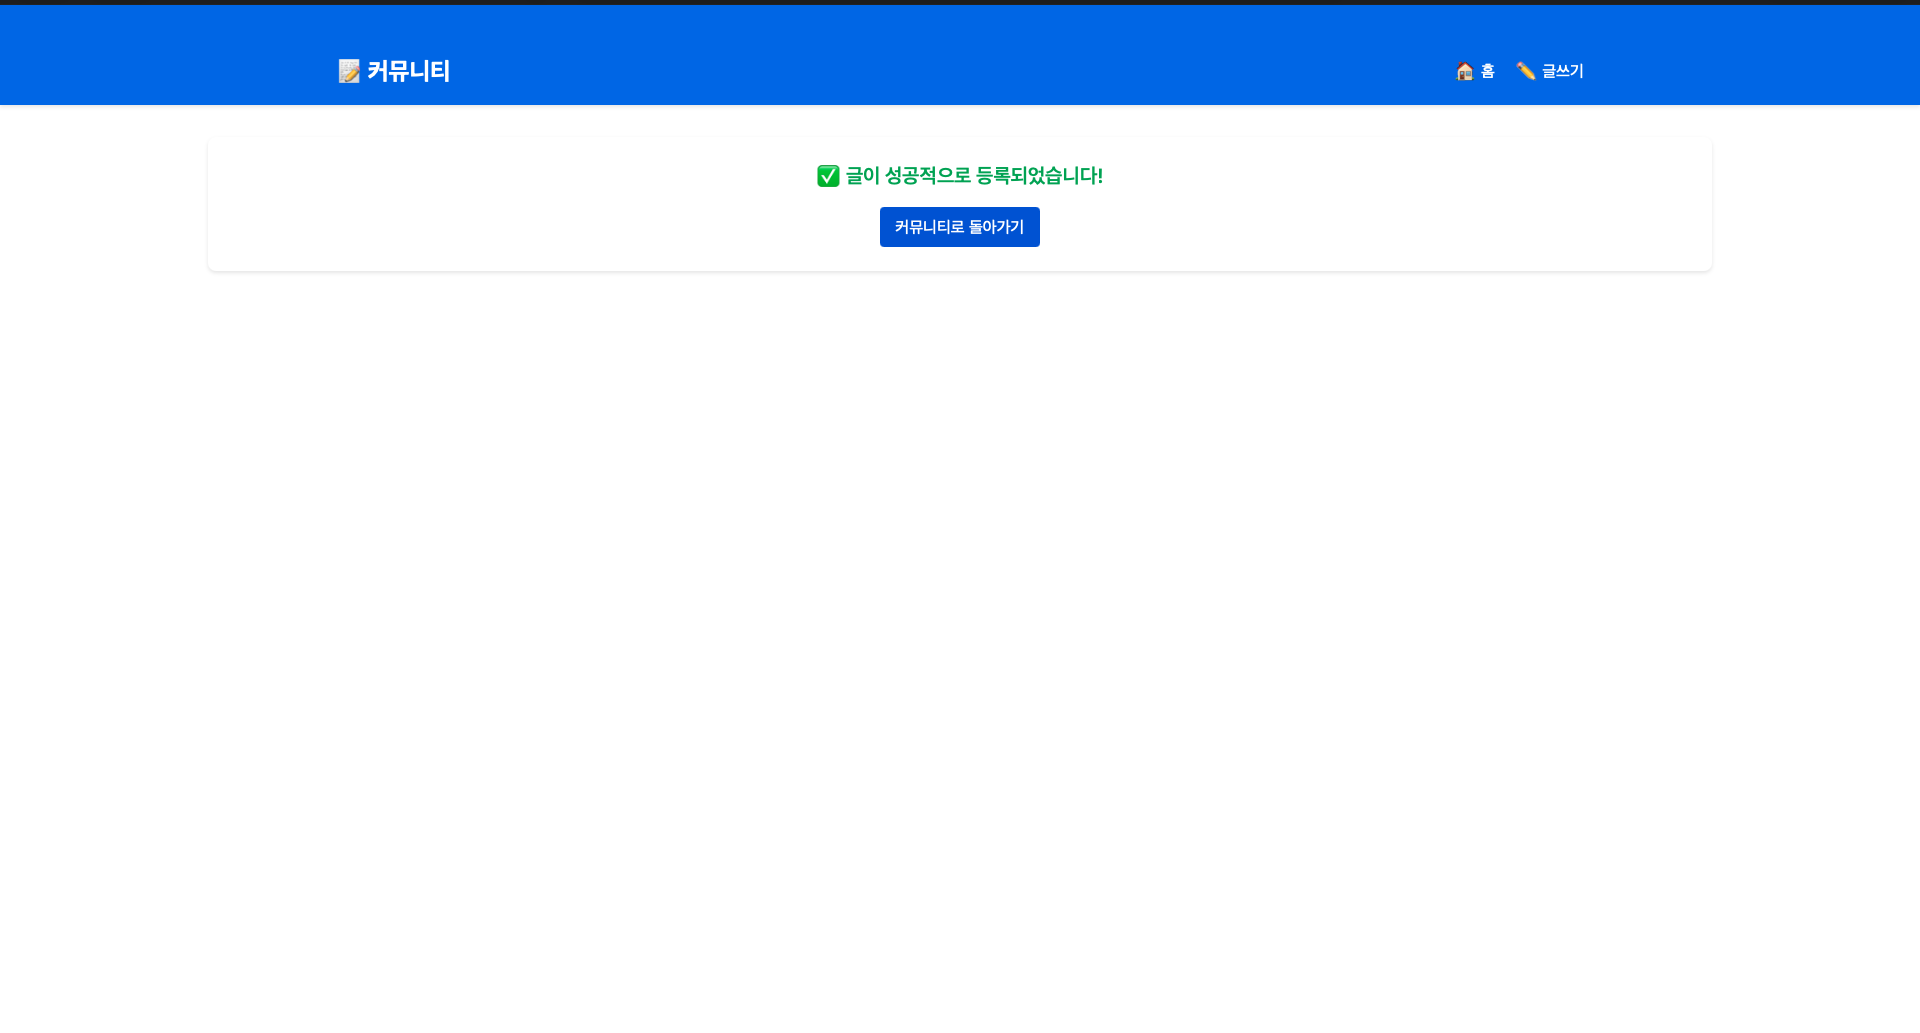 📝 커뮤니티
🏠 홈 ✏️ 글쓰기
✅ 글이 성공적으로 등록되었습니다!
커뮤니티로 돌아가기